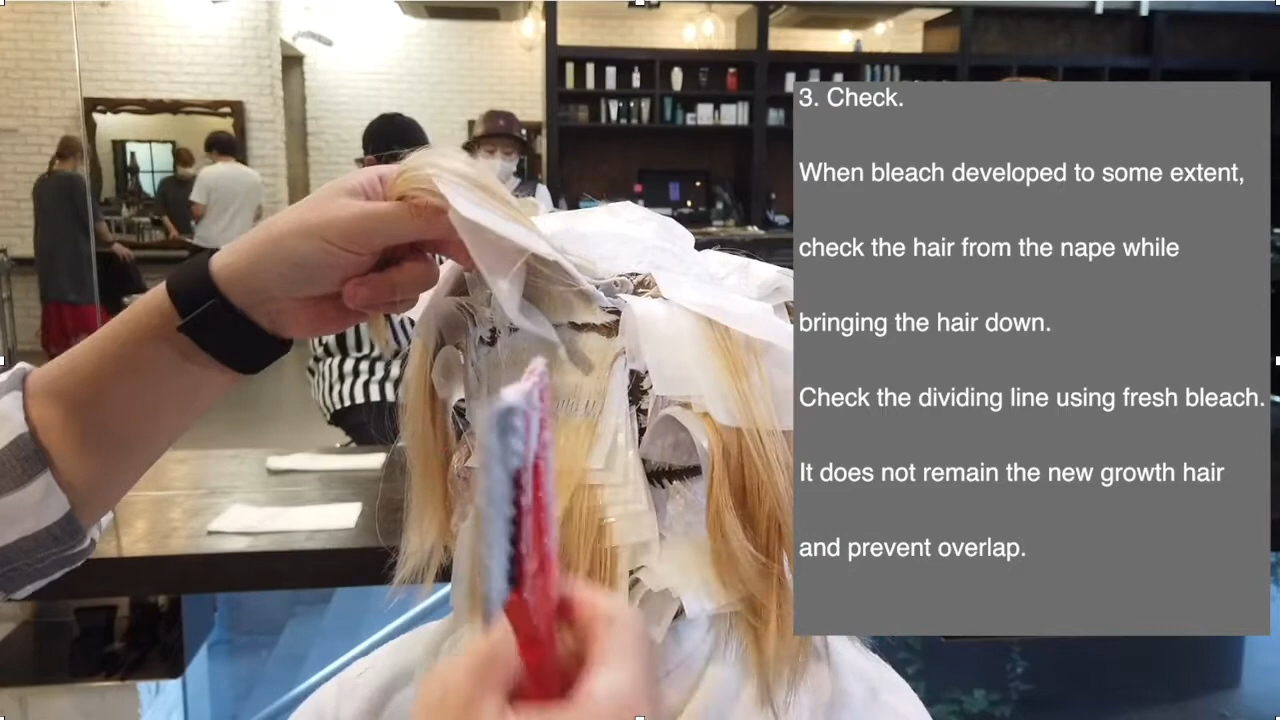 3. Check.
When bleach developed to some extent,
check the hair from the nape while
bringing the hair down.
Check the dividing line using fresh bleach.
It does not remain the new growth hair
and prevent overlap.